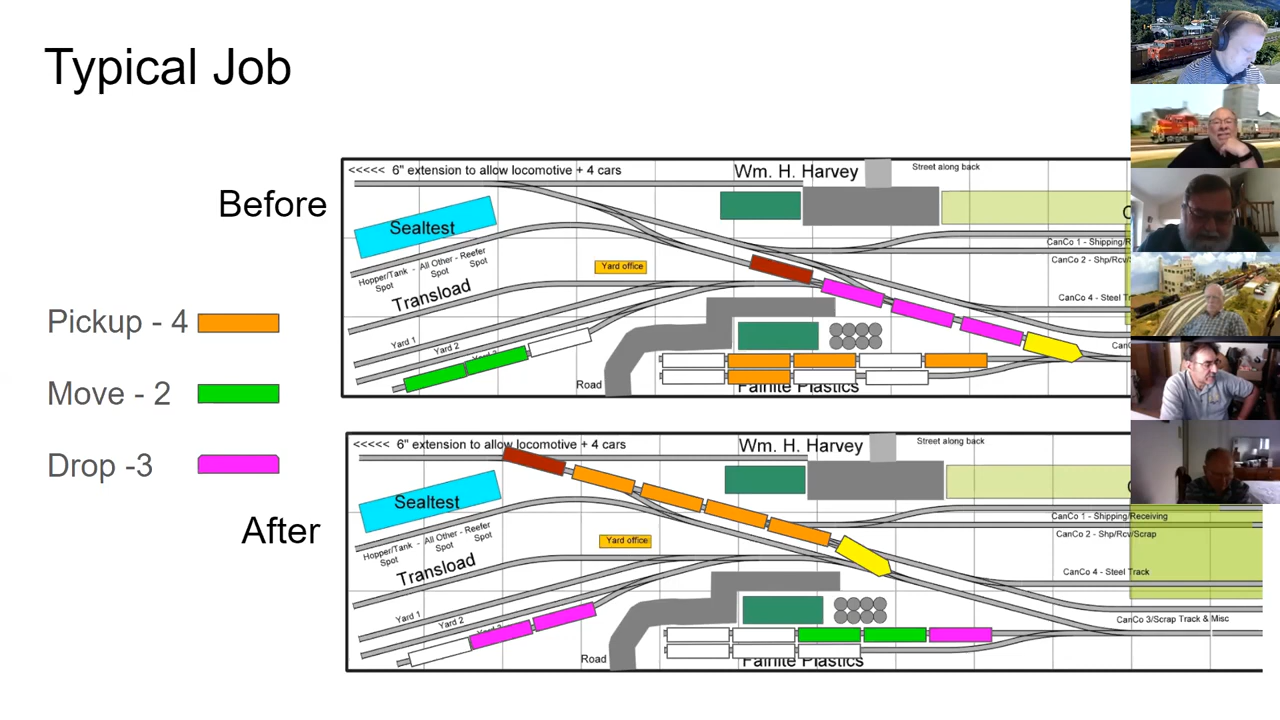 Typical Job
Before
<<<<< 6" extension to allow locomotive + 4 cars
Wm. H. Harvey
Street along back
Sealtest
Hopper/Tank - All Other - Reefer
Spot Spot Spot
Transload
Yard office
Yard 1
Yard 2
Road
CanCo 1 - Shipping/R
CanCo 2 - Shp/Rcv/S
CanCo 4 - Steel Tr
Fainite Plastics
Pickup - 4
Move - 2
Drop -3
After
<<<<< 6" extension to allow locomotive + 4 cars
Wm. H. Harvey
Street along back
Sealtest
Hopper/Tank - All Other - Reefer
Spot Spot Spot
Transload
Yard office
Yard 1
Yard 2
Road
CanCo 1 - Shipping/Receiving
CanCo 2 - Shp/Rcv/Scrap
CanCo 4 - Steel Track
CanCo 3/Scrap Track & Misc
Fainite Plastics